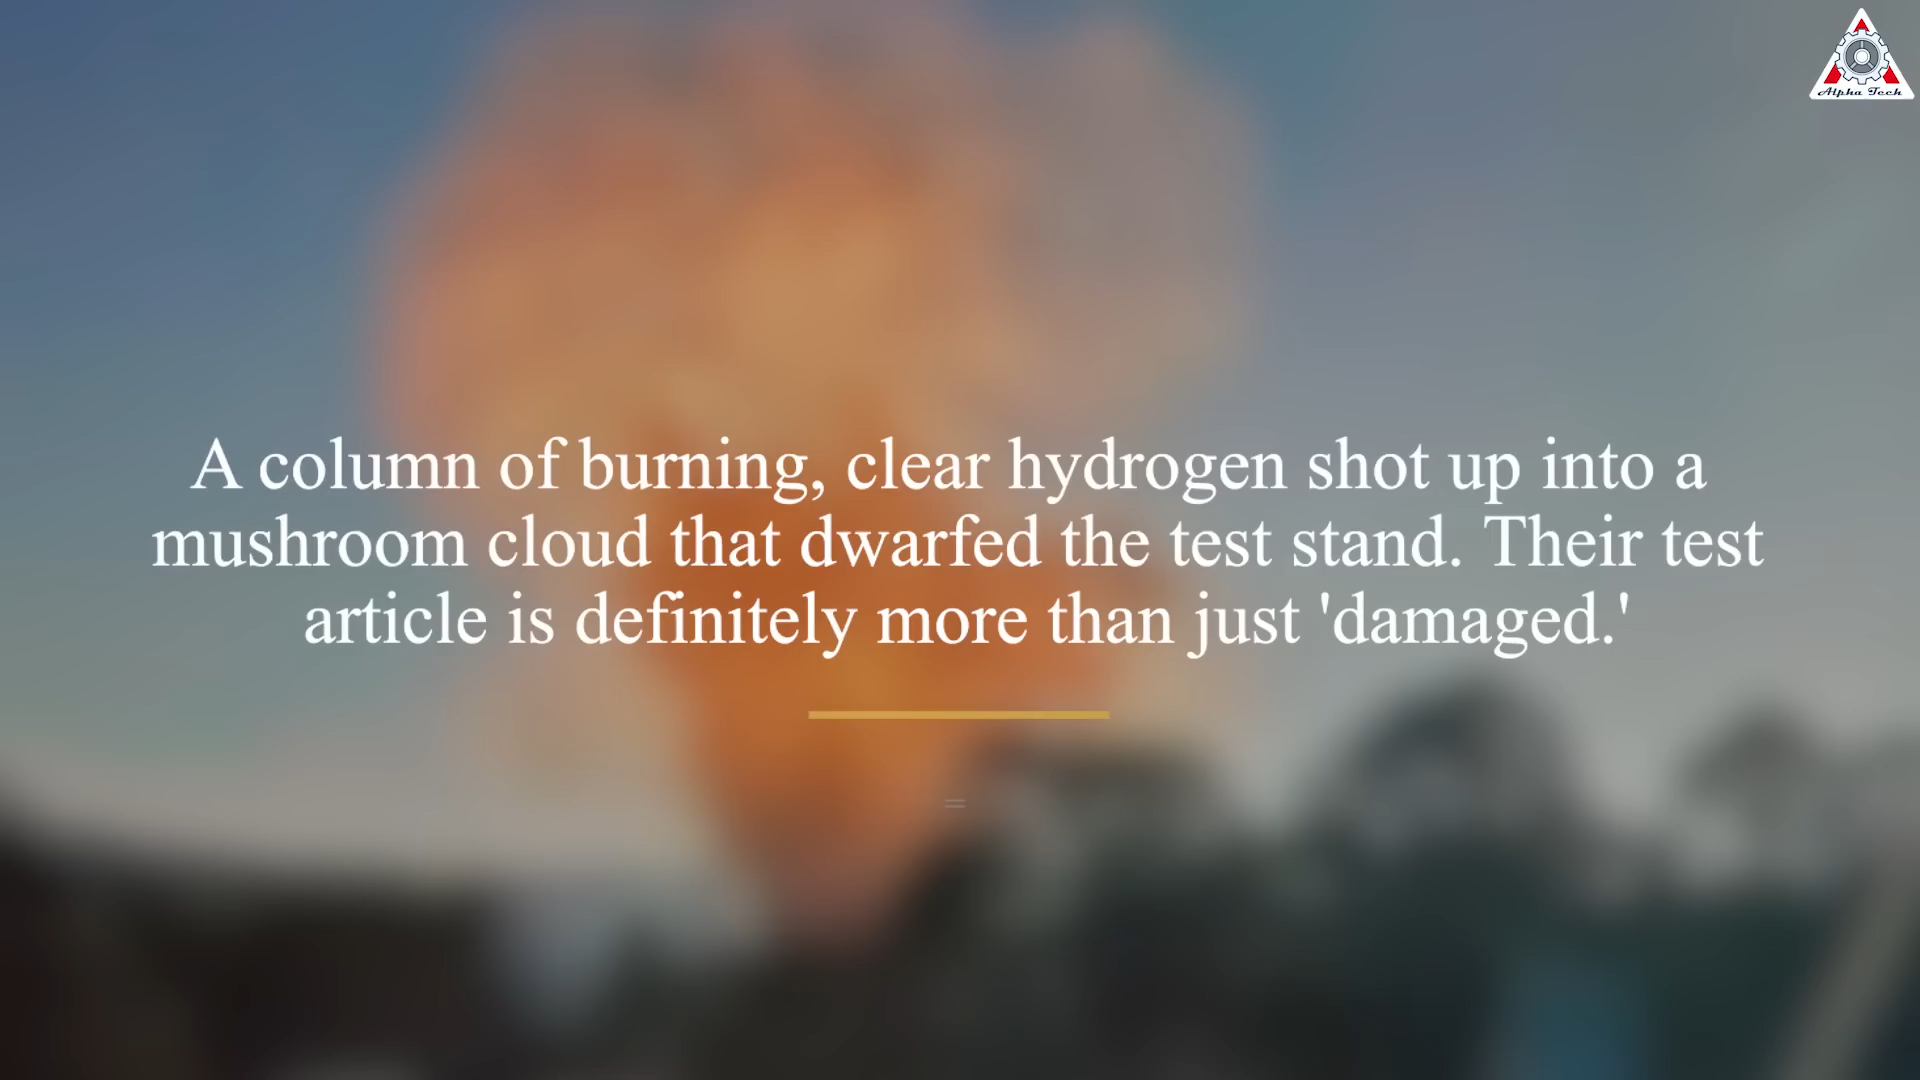 Alpha Tech
A column of burning, clear hydrogen shot up into a
mushroom cloud that dwarfed the test stand. Their test
article is definitely more than just 'damaged.'